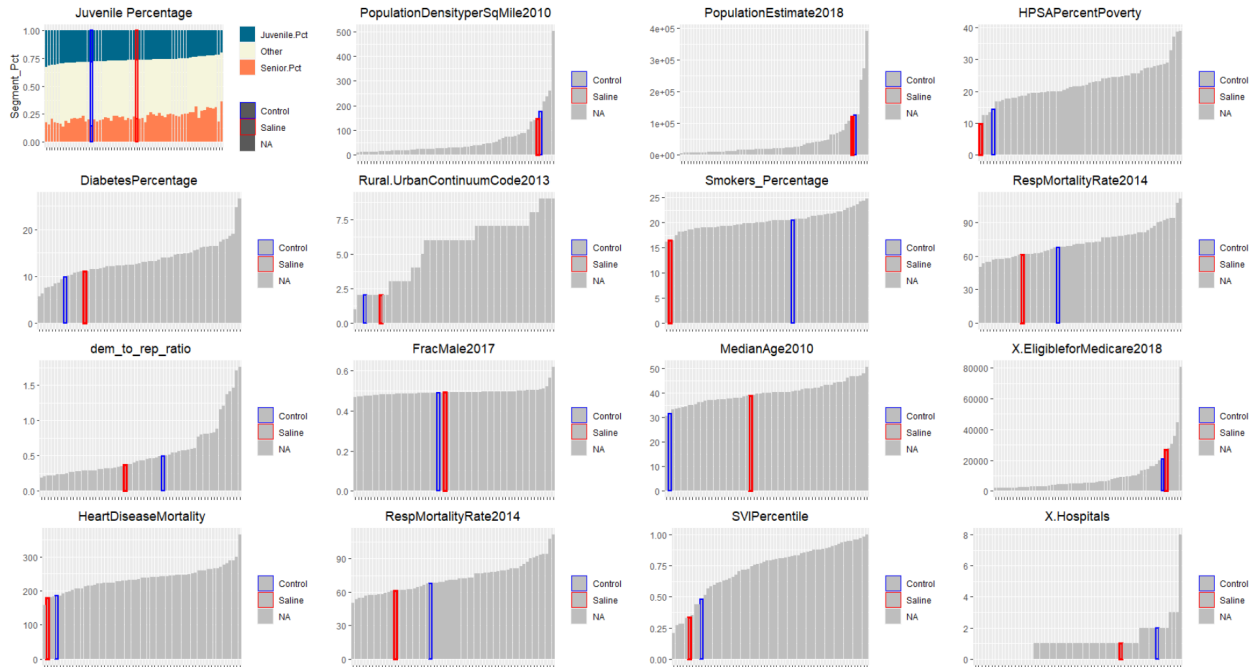 Juvenile Percentage
Segment_Pct
1.00
0.75
0.50
0.25
0.00
Juvenile.Pct
Other
Senior.Pct
Control
Saline
NA
PopulationDensityperSqMile2010
500
400
300
200
100
0
Control
Saline
NA
PopulationEstimate2018
4e+05
3e+05
2e+05
1e+05
0e+00
Control
Saline
NA
HPSAPercentPoverty
40
30
20
10
0
Control
Saline
NA
DiabetesPercentage
20
10
0
Control
Saline
NA
Rural.UrbanContinuumCode2013
7.5
5.0
2.5
0.0
Control
Saline
NA
Smokers_Percentage
25
20
15
10
5
0
Control
Saline
NA
RespMortalityRate2014
90
60
30
0
Control
Saline
NA
dem_to_rep_ratio
1.5
1.0
0.5
0.0
Control
Saline
NA
FracMale2017
0.6
0.4
0.2
0.0
Control
Saline
NA
MedianAge2010
50
40
30
20
10
0
Control
Saline
NA
X.EligibleforMedicare2018
80000
60000
40000
20000
0
Control
Saline
NA
HeartDiseaseMortality
300
200
100
0
Control
Saline
NA
RespMortalityRate2014
90
60
30
0
Control
Saline
NA
SVIPercentile
1.00
0.75
0.50
0.25
0.00
Control
Saline
NA
X.Hospitals
8
6
4
2
0
Control
Saline
NA